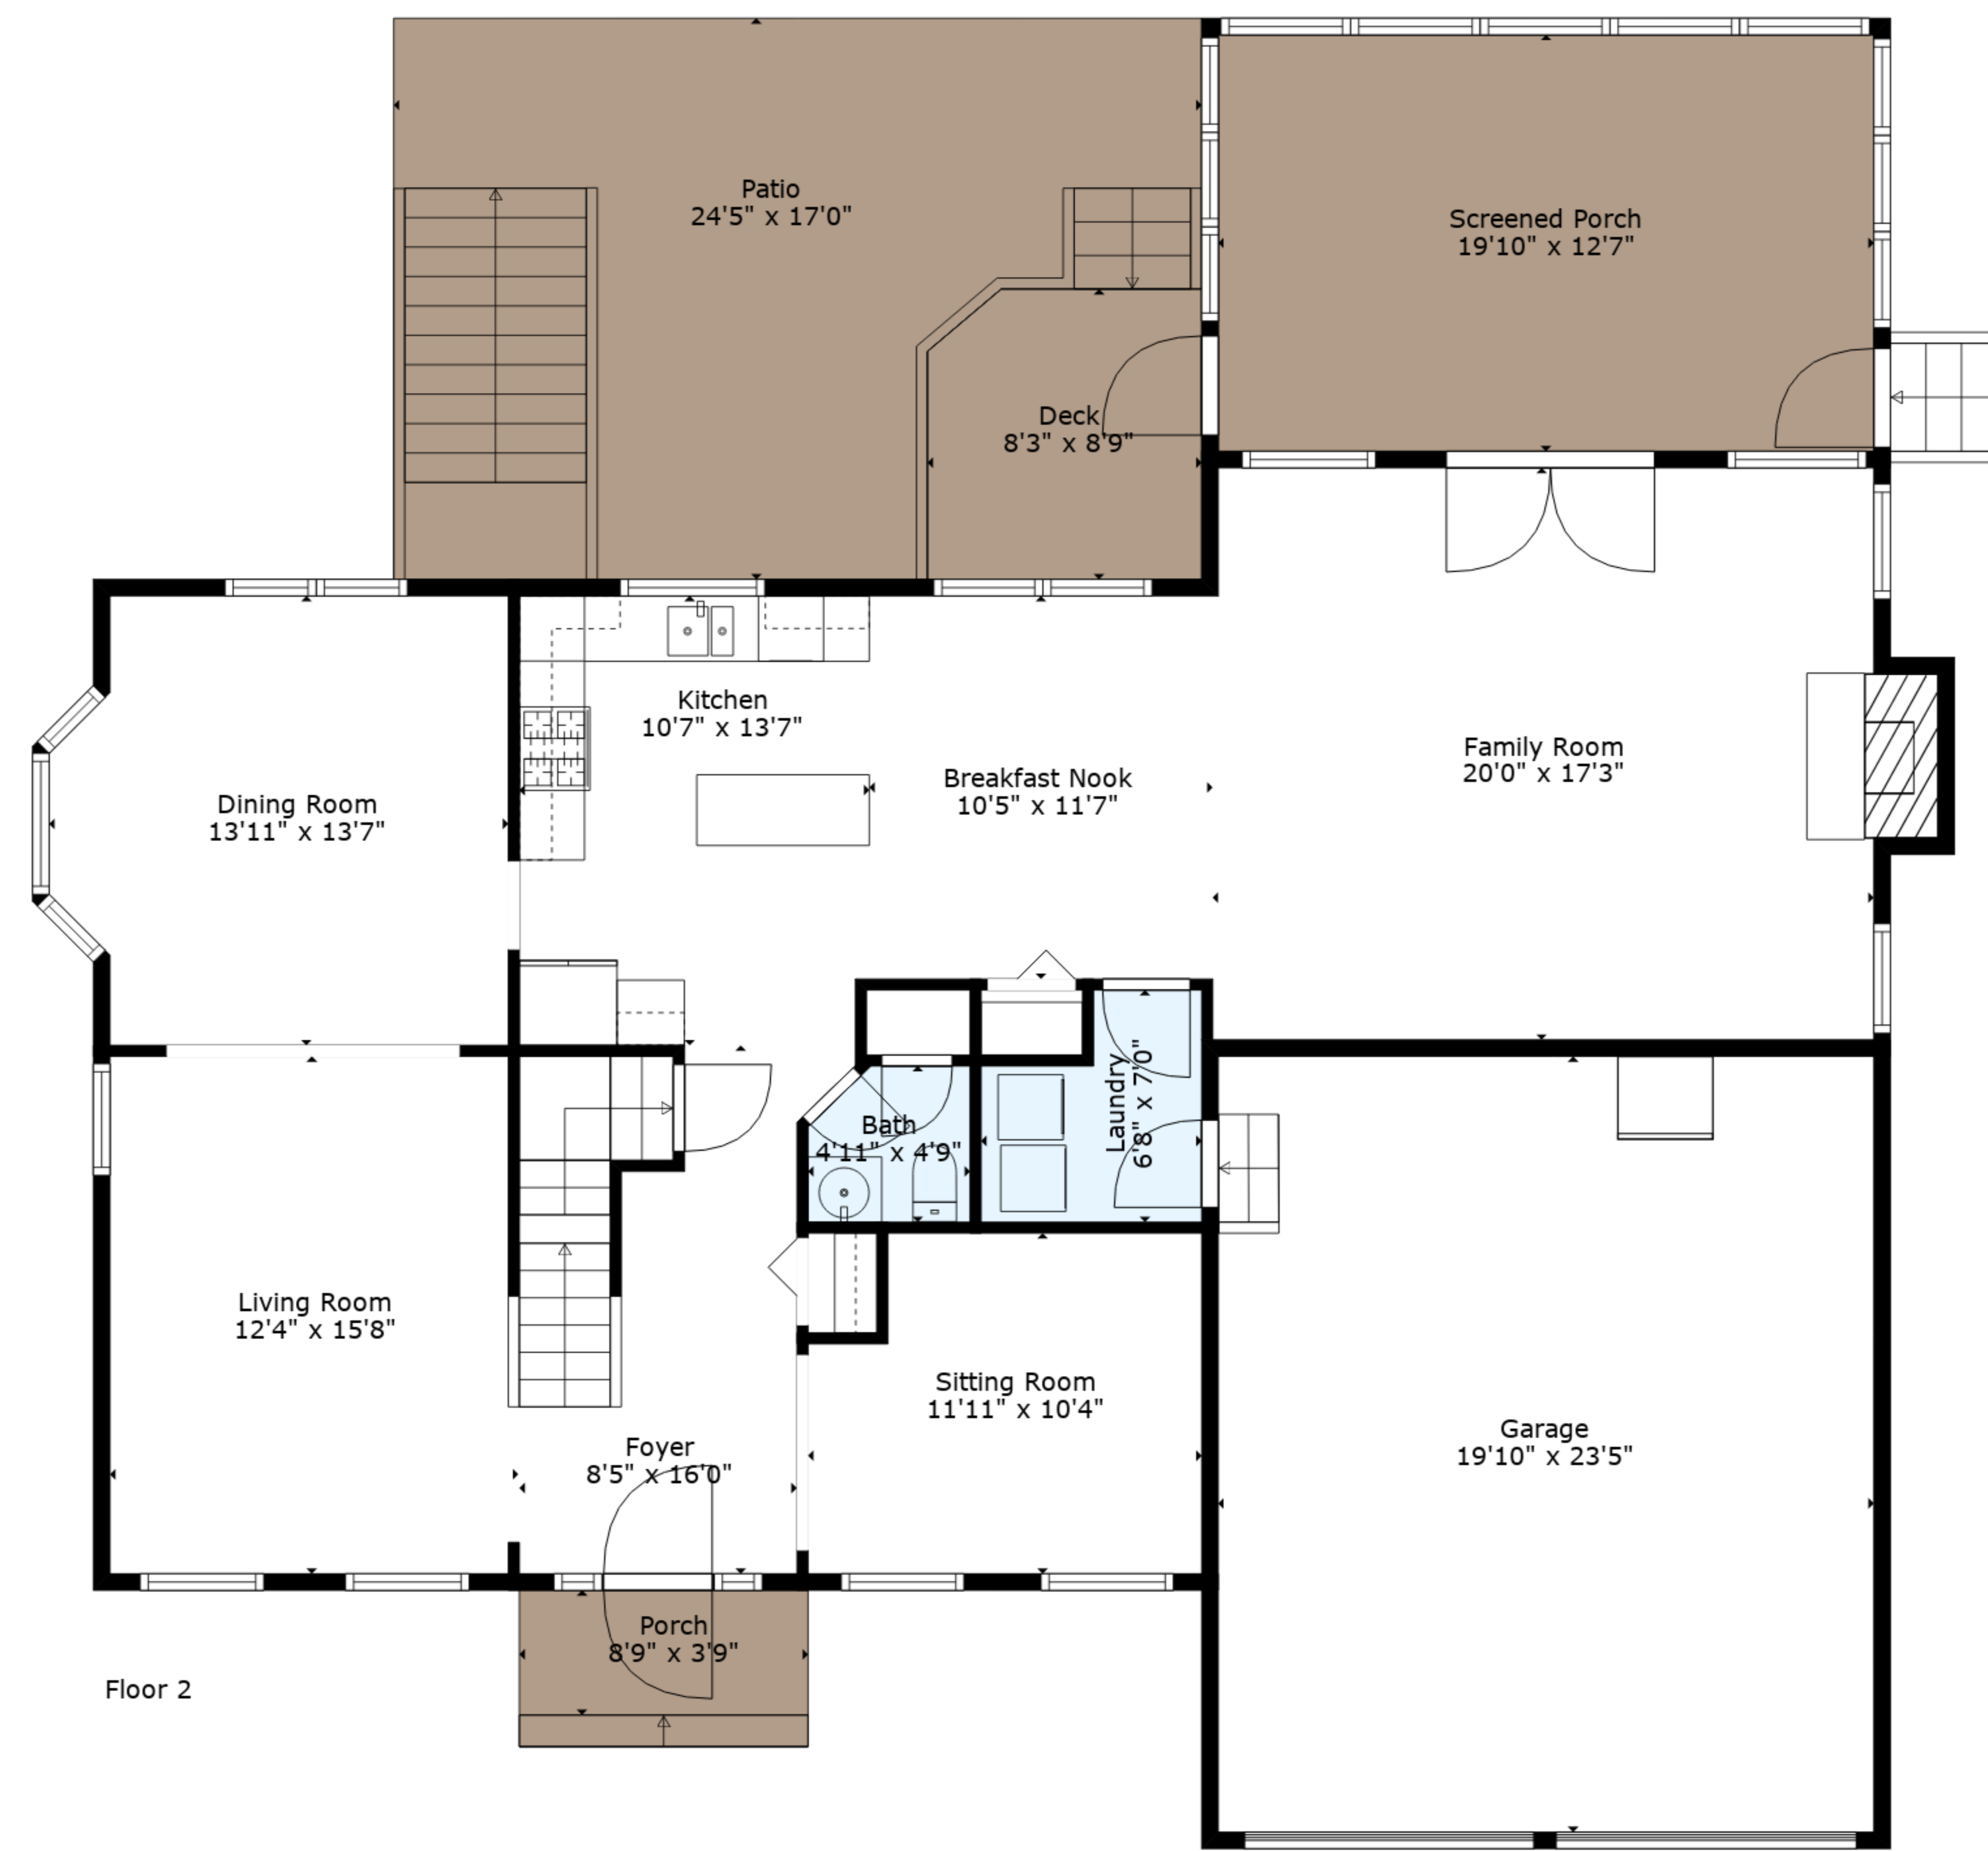 Patio
24'5" x 17'0"
Screened Porch
19'10" x 12'7"
Deck
8'3" x 8'9"
Kitchen
10'7" x 13'7"
Breakfast Nook
10'5" x 11'7"
Family Room
20'0" x 17'3"
Dining Room
13'11" x 13'7"
Bath
4'11" x 4'9"
Laundry
6'8" x 7'0"
Living Room
12'4" x 15'8"
Sitting Room
11'11" x 10'4"
Foyer
8'5" x 16'0"
Garage
19'10" x 23'5"
Porch
8'9" x 3'9"
Floor 2